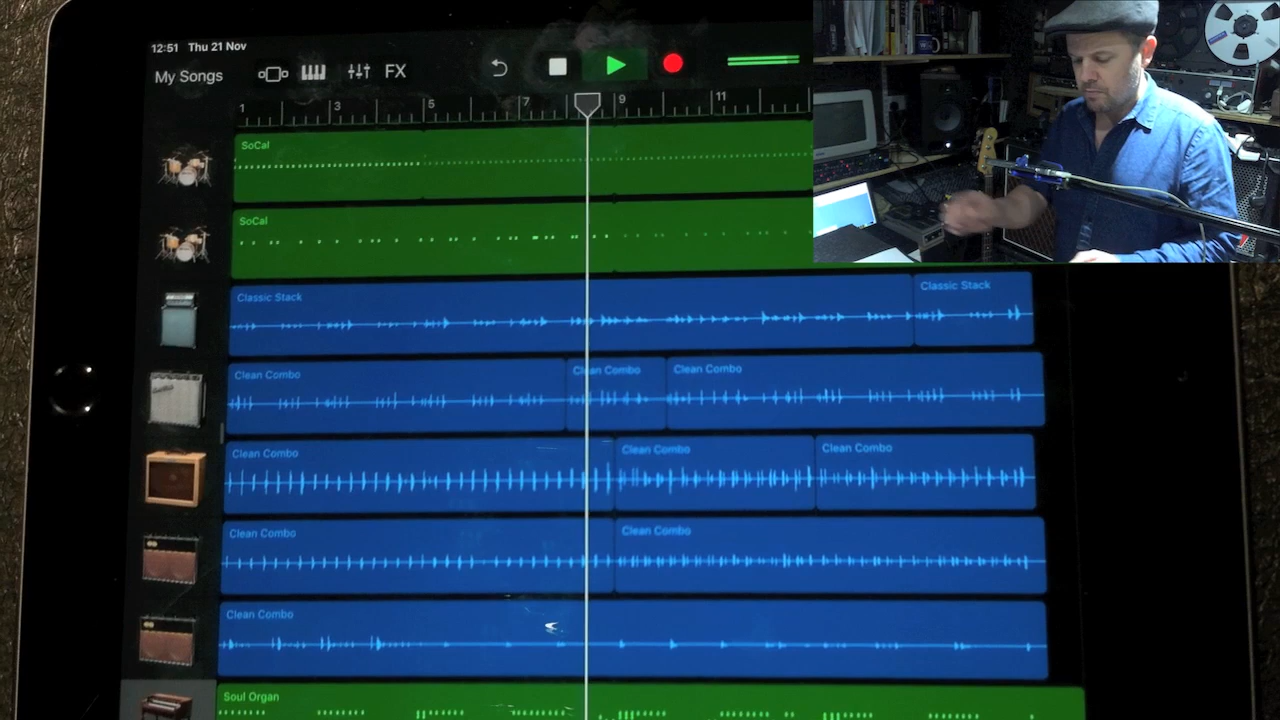 12:51 Thu 21 Nov
My Songs FX
1 3 5 7 9 11
SoCal
SoCal
Classic Stack Classic Stack
Clean Combo Clean Combo Clean Combo
Clean Combo Clean Combo Clean Combo
Clean Combo Clean Combo
Clean Combo
Soul Organ